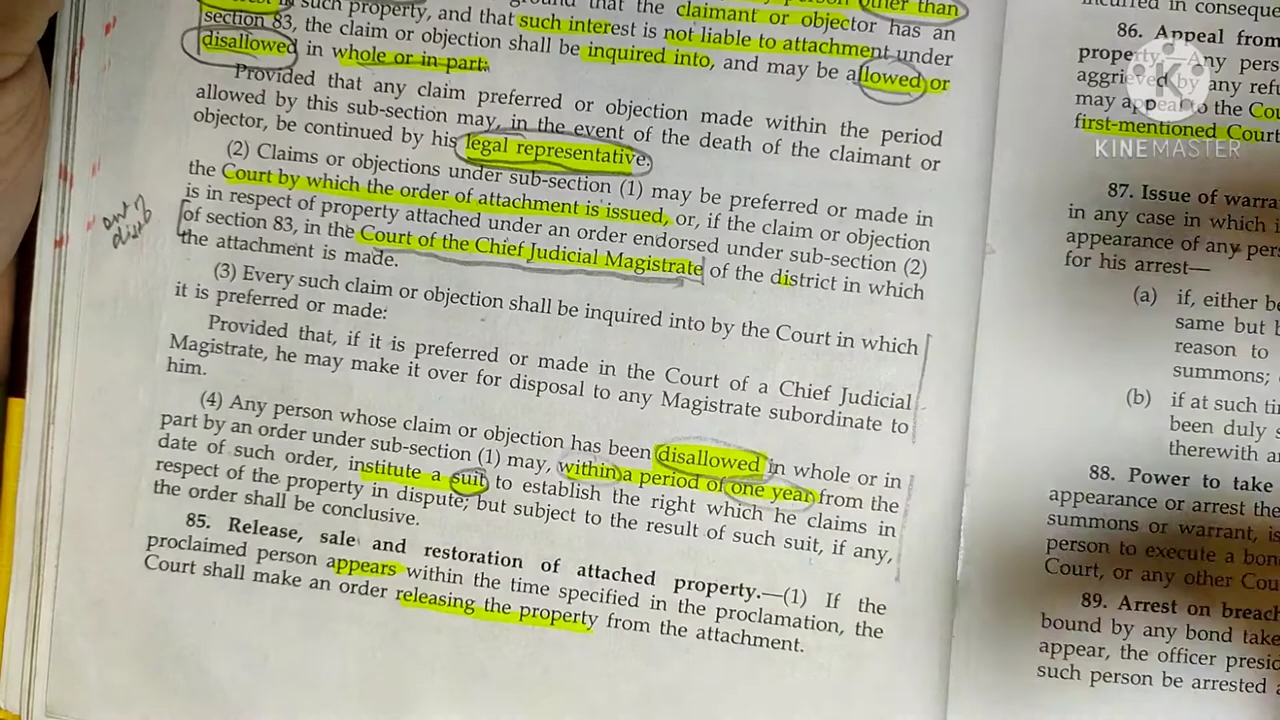 such property, and that such interest is not liable to attachment under
section 83, the claim or objection shall be inquired into, and may be allowed or
disallowed in whole or in part:
Provided that any claim preferred or objection made within the period
allowed by this sub-section may, in the event of the death of the claimant or
objector, be continued by his legal representative.
(2) Claims or objections under sub-section (1) may be preferred or made in
the Court by which the order of attachment is issued, or, if the claim or objection
is in respect of property attached under an order endorsed under sub-section (2)
of section 83, in the Court of the Chief Judicial Magistrate of the district in which
the attachment is made.
(3) Every such claim or objection shall be inquired into by the Court in which
it is preferred or made:
Provided that, if it is preferred or made in the Court of a Chief Judicial
Magistrate, he may make it over for disposal to any Magistrate subordinate to
him.
(4) Any person whose claim or objection has been disallowed in whole or in
part by an order under sub-section (1) may, within a period of one year from the
date of such order, institute a suit to establish the right which he claims in
respect of the property in dispute; but subject to the result of such suit, if any,
the order shall be conclusive.
85. Release, sale and restoration of attached property.—(1) If the
proclaimed person appears within the time specified in the proclamation, the
Court shall make an order releasing the property from the attachment.
in conseque
86. Appeal from
property.—Any pers
aggrieved by any refu
may appeal to the Cou
first-mentioned Court
KINEMASTER
87. Issue of warra
in any case in which i
appearance of any per
for his arrest—
(a) if, either be
same but b
reason to
summons;
(b) if at such ti
been duly s
therewith a
88. Power to take
appearance or arrest the
summons or warrant, is
person to execute a bon
Court, or any other Cou
89. Arrest on breach
bound by any bond take
appear, the officer presid
such person be arrested a